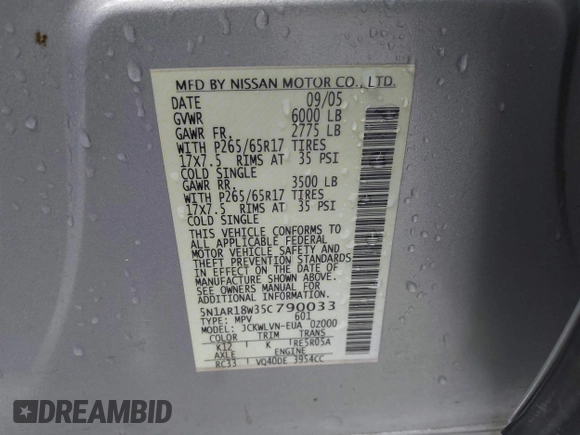 MFD BY NISSAN MOTOR CO., LTD.
DATE 09/05
GVWR 6000 LB
GAWR FR. 2775 LB
WITH P265/65R17 TIRES
17X7.5 RIMS AT 35 PSI
COLD SINGLE
GAWR RR. 3500 LB
WITH P265/65R17 TIRES
17X7.5 RIMS AT 35 PSI
COLD SINGLE
THIS VEHICLE CONFORMS TO
ALL APPLICABLE FEDERAL
MOTOR VEHICLE SAFETY AND
THEFT PREVENTION STANDARDS
IN EFFECT ON THE DATE OF
MANUFACTURE SHOWN ABOVE.
SEE OWNERS MANUAL FOR ADDITIONAL
INFORMATION.
5N1AR18W35C790033
TYPE: MPV 601
MODEL: JCKWLVN-EUA 0Z000
COLOR TRIM TRANS
K12 K RE5R05A
AXLE ENGINE
RC33 VQ40DE 3954CC
DREAMBID